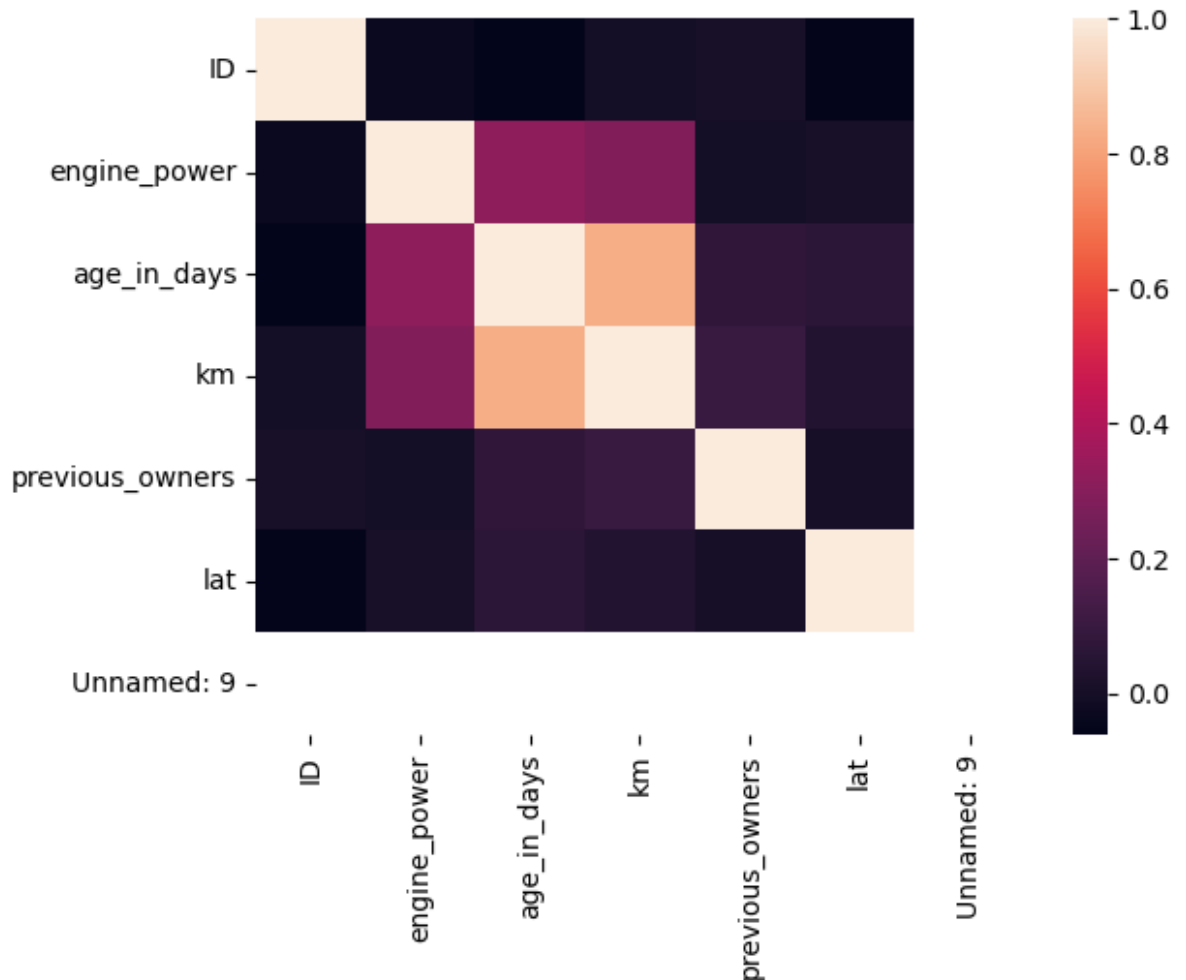 ID
engine_power
age_in_days
km
previous_owners
lat
Unnamed: 9
1.0
0.8
0.6
0.4
0.2
0.0
ID
engine_power
age_in_days
km
previous_owners
lat
Unnamed: 9